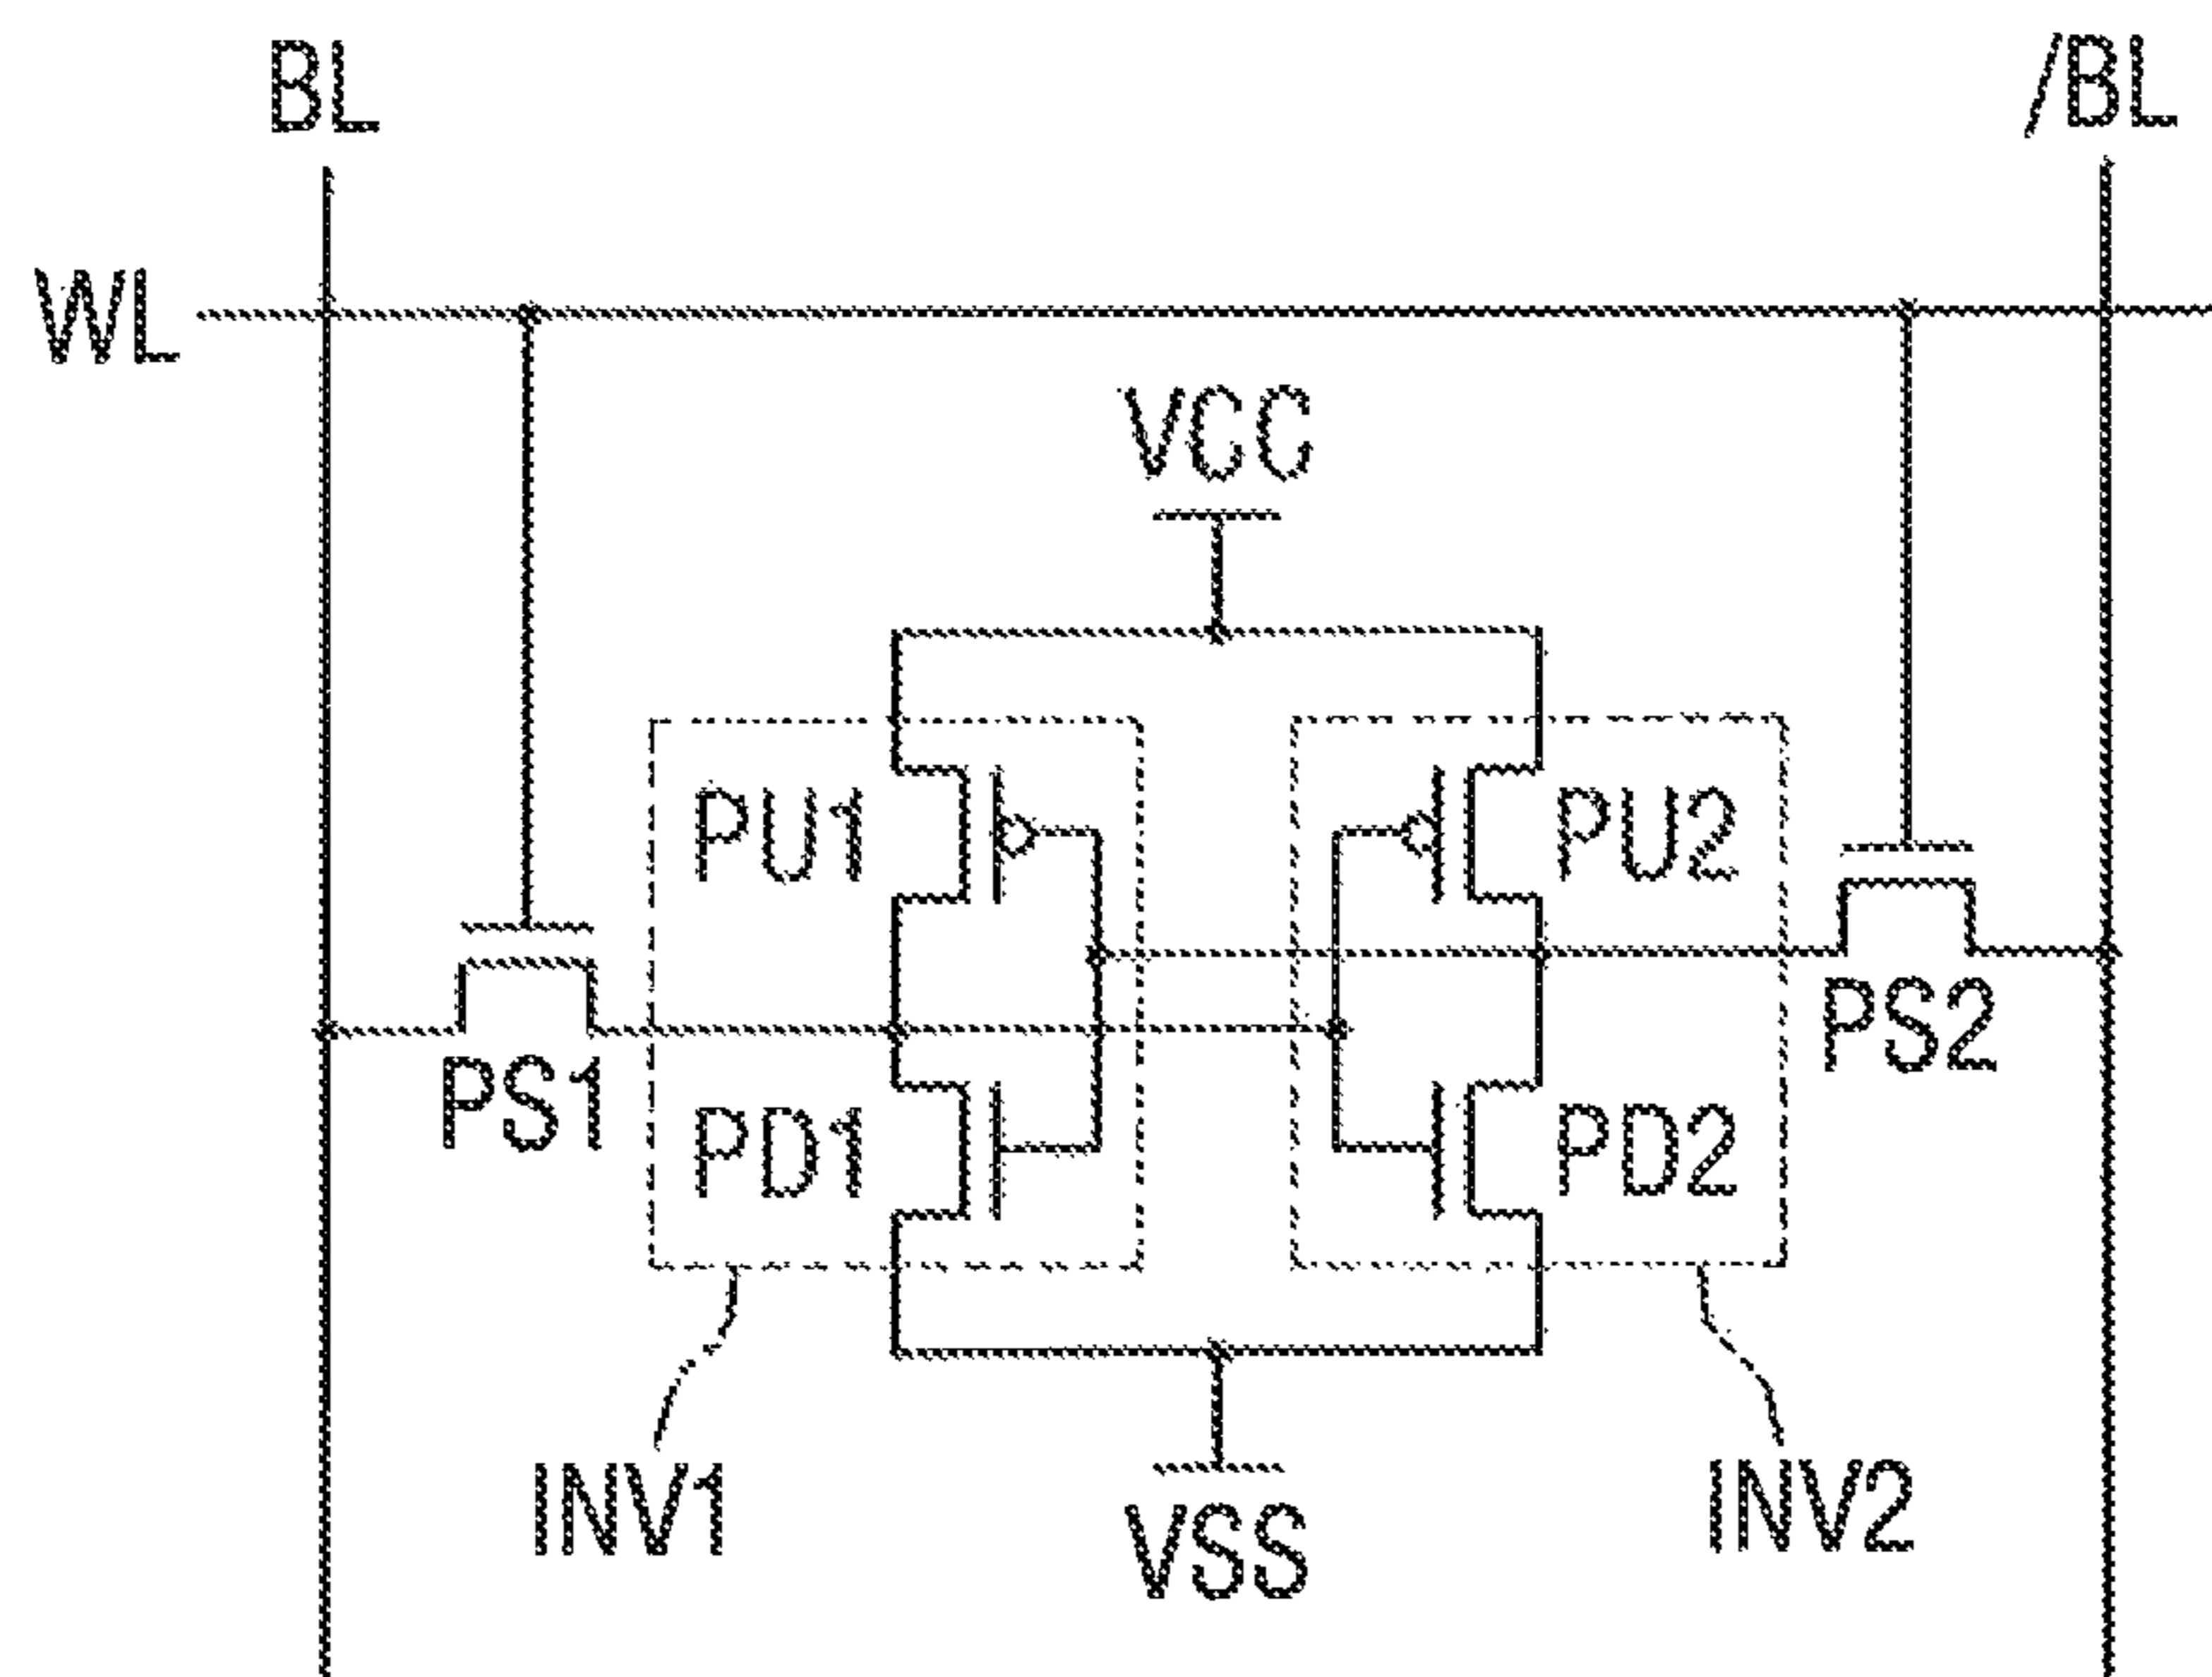 BL
/BL
WL
VCC
PU1
PU2
PS1
PS2
PD1
PD2
INV1
INV2
VSS